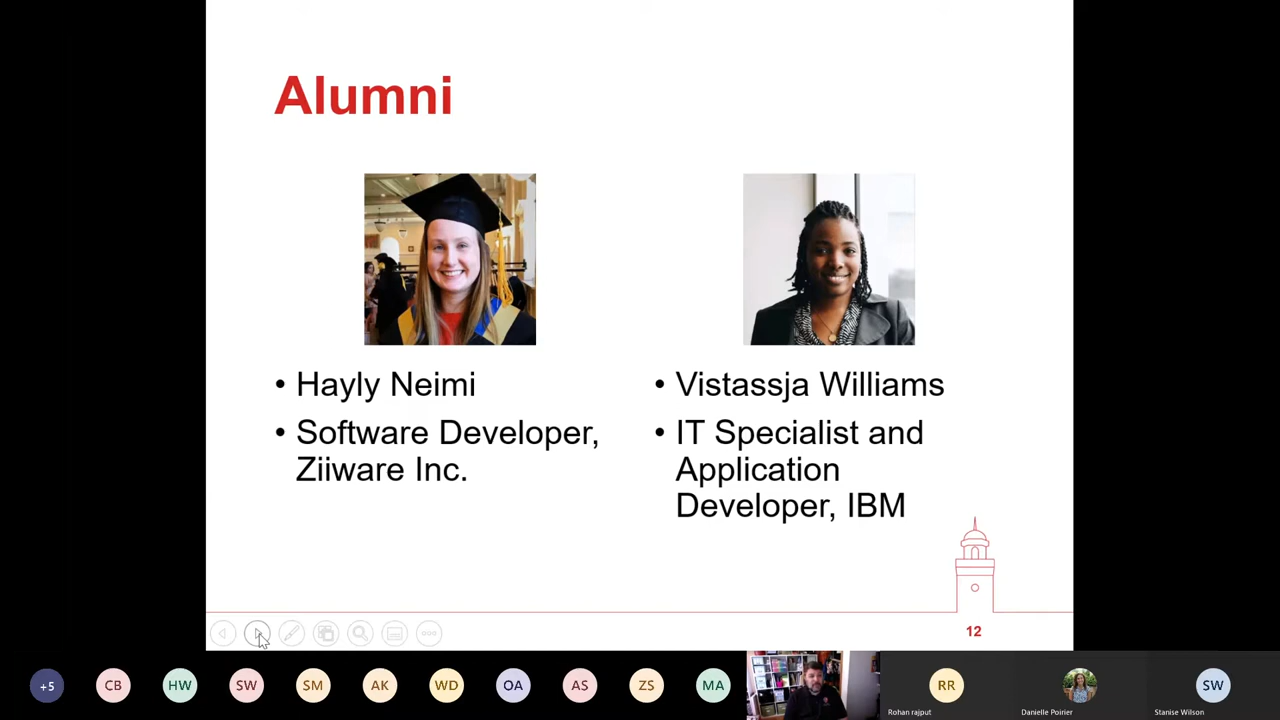 Alumni
• Hayly Neimi
• Software Developer,
Ziiware Inc.
• Vistassja Williams
• IT Specialist and
Application
Developer, IBM
12
+5
CB
HW
SW
SM
AK
WD
OA
AS
ZS
MA
RR
SW
Rohan rajput
Danielle Poirier
Stanise Wilson